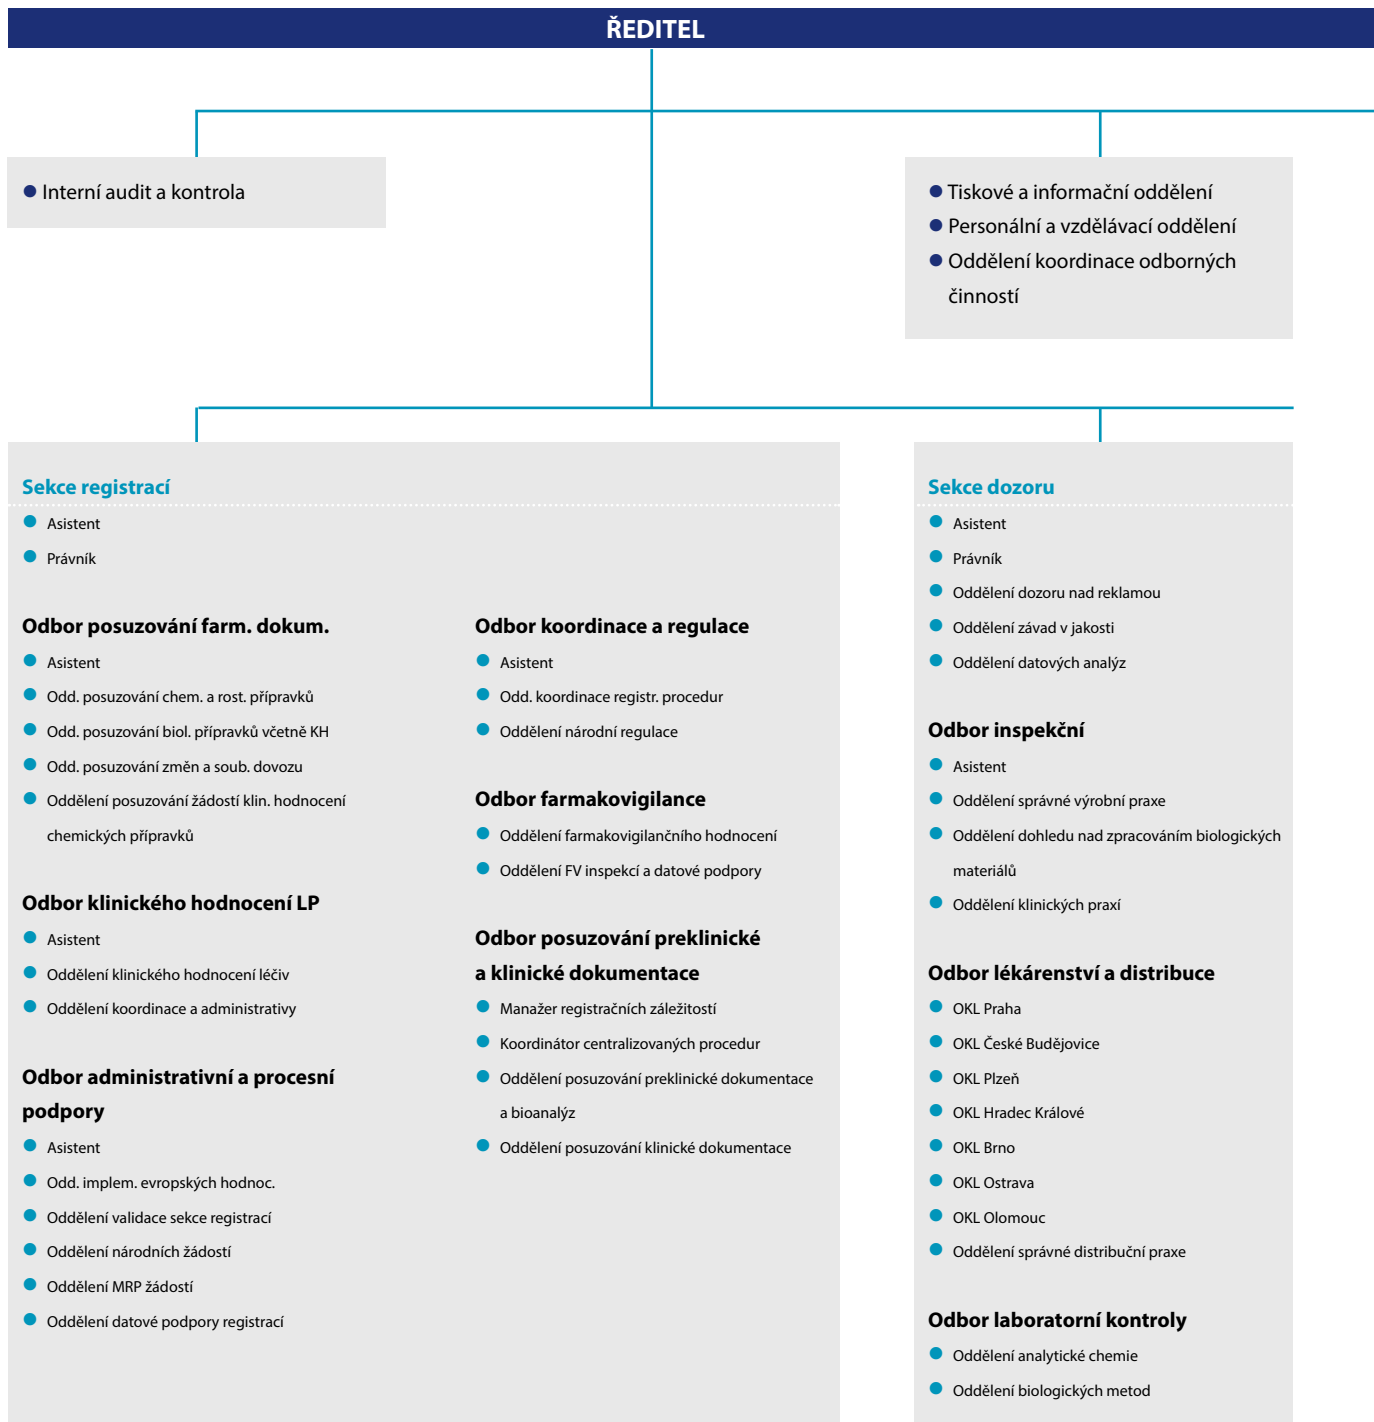 ŘEDITEL
Interní audit a kontrola
Tiskové a informační oddělení
Personální a vzdělávací oddělení
Oddělení koordinace odborných
činností
Sekce registrací
Asistent
Právník
Odbor posuzování farm. dokum.
Asistent
Odd. posuzování chem. a rost. přípravků
Odd. posuzování biol. přípravků včetně KH
Odd. posuzování změn a soub. dovozu
Oddělení posuzování žádostí klin. hodnocení
chemických přípravků
Odbor klinického hodnocení LP
Asistent
Oddělení klinického hodnocení léčiv
Oddělení koordinace a administrativy
Odbor administrativní a procesní
podpory
Asistent
Odd. implem. evropských hodnoc.
Oddělení validace sekce registrací
Oddělení národních žádostí
Oddělení MRP žádostí
Oddělení datové podpory registrací
Odbor koordinace a regulace
Asistent
Odd. koordinace registr. procedur
Oddělení národní regulace
Odbor farmakovigilance
Oddělení farmakovigilančního hodnocení
Oddělení FV inspekcí a datové podpory
Odbor posuzování preklinické
a klinické dokumentace
Manažer registračních záležitostí
Koordinátor centralizovaných procedur
Oddělení posuzování preklinické dokumentace
a bioanalýz
Oddělení posuzování klinické dokumentace
Sekce dozoru
Asistent
Právník
Oddělení dozoru nad reklamou
Oddělení závad v jakosti
Oddělení datových analýz
Odbor inspekční
Asistent
Oddělení správné výrobní praxe
Oddělení dohledu nad zpracováním biologických
materiálů
Oddělení klinických praxí
Odbor lékárenství a distribuce
OKL Praha
OKL České Budějovice
OKL Plzeň
OKL Hradec Králové
OKL Brno
OKL Ostrava
OKL Olomouc
Oddělení správné distribuční praxe
Odbor laboratorní kontroly
Oddělení analytické chemie
Oddělení biologických metod